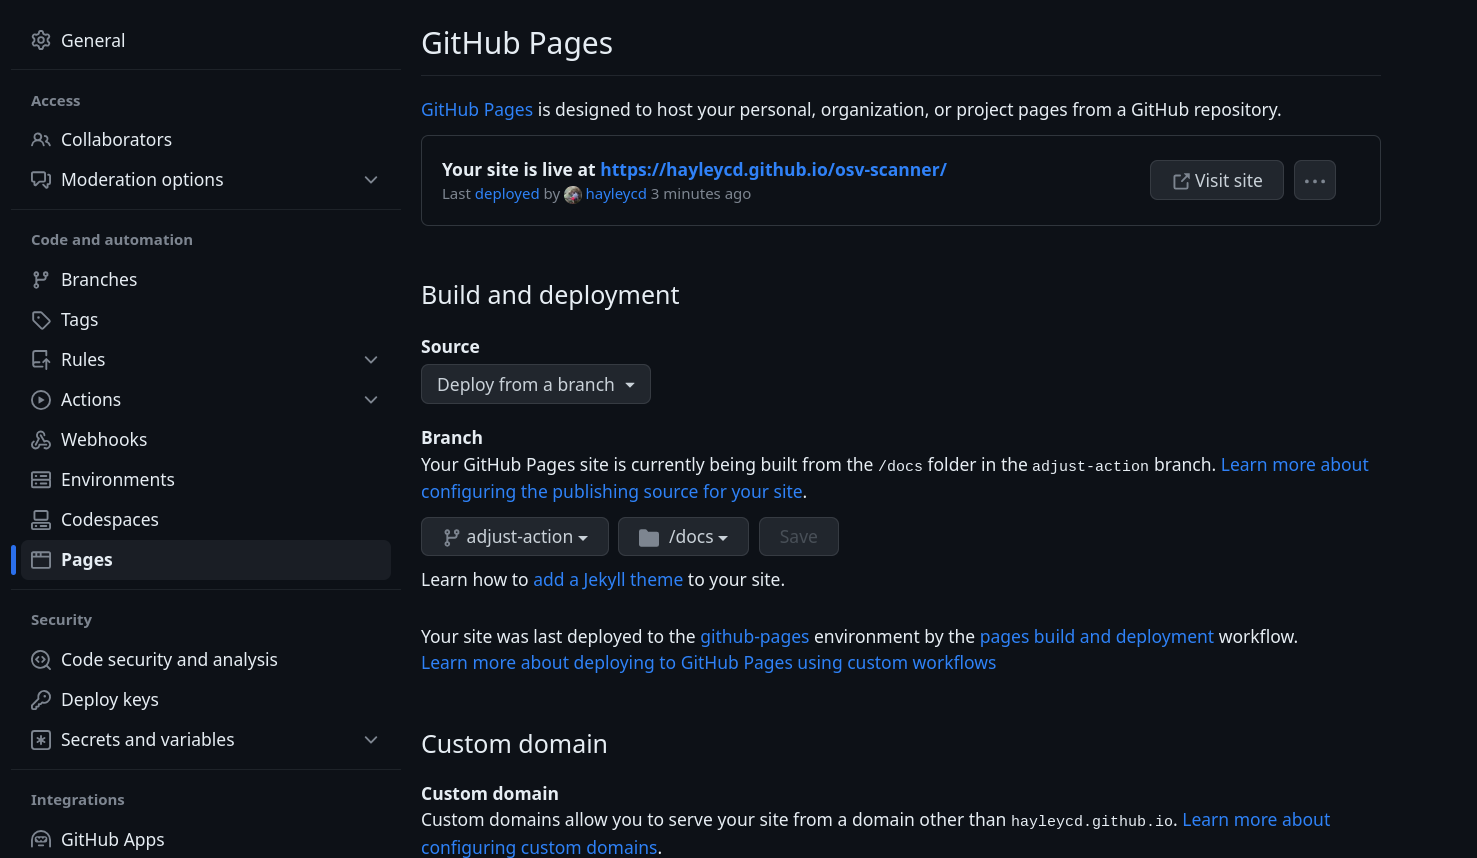 General
Access
Collaborators
Moderation options
Code and automation
Branches
Tags
Rules
Actions
Webhooks
Environments
Codespaces
Pages
Security
Code security and analysis
Deploy keys
Secrets and variables
Integrations
GitHub Apps
GitHub Pages
GitHub Pages is designed to host your personal, organization, or project pages from a GitHub repository.
Your site is live at https://hayleycd.github.io/osv-scanner/
Last deployed by hayleycd 3 minutes ago
Visit site
Build and deployment
Source
Deploy from a branch
Branch
Your GitHub Pages site is currently being built from the /docs folder in the adjust-action branch. Learn more about
configuring the publishing source for your site.
adjust-action /docs Save
Learn how to add a Jekyll theme to your site.
Your site was last deployed to the github-pages environment by the pages build and deployment workflow.
Learn more about deploying to GitHub Pages using custom workflows
Custom domain
Custom domain
Custom domains allow you to serve your site from a domain other than hayleycd.github.io. Learn more about
configuring custom domains.